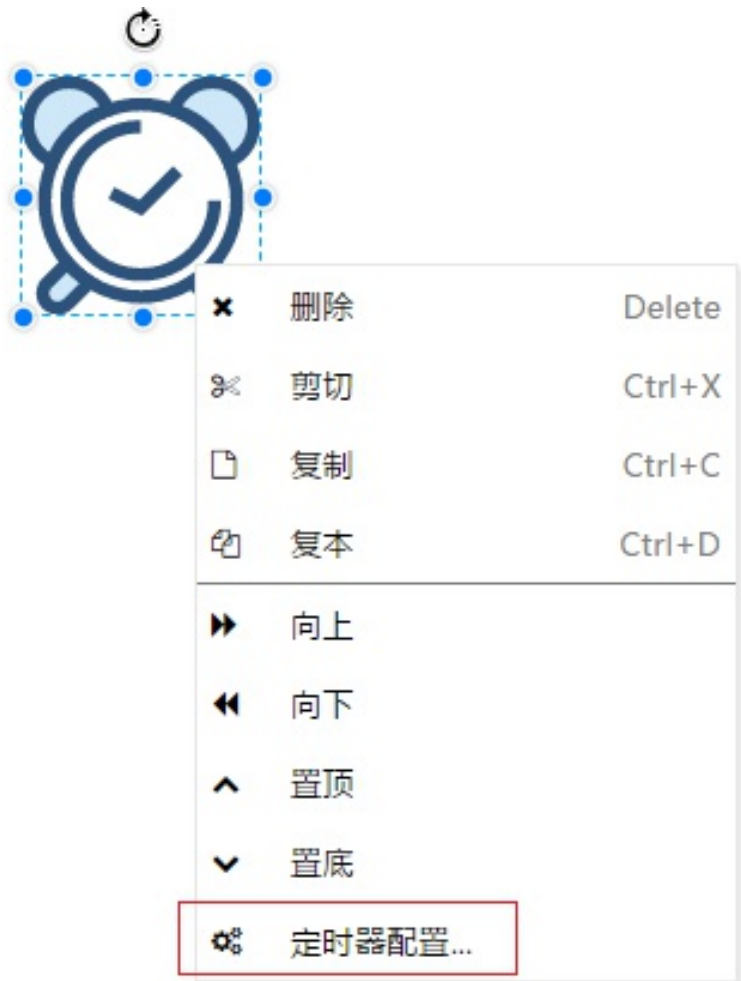 删除 Delete
剪切 Ctrl+X
复制 Ctrl+C
复本 Ctrl+D
向上
向下
置顶
置底
定时器配置...